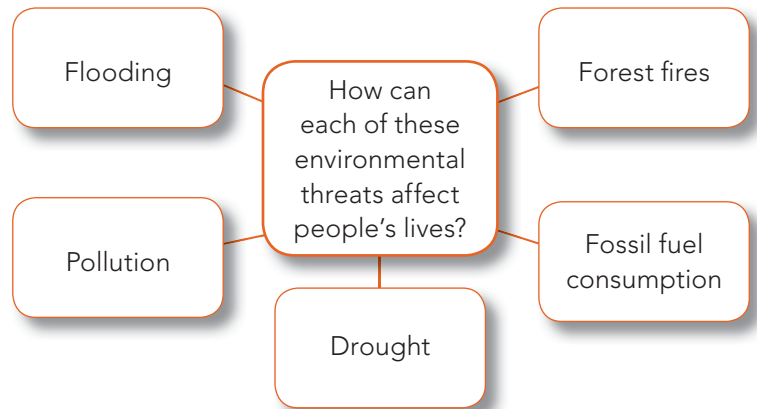 Flooding
How can
each of these
environmental
threats affect
people’s lives?
Forest fires
Pollution
Fossil fuel
consumption
Drought